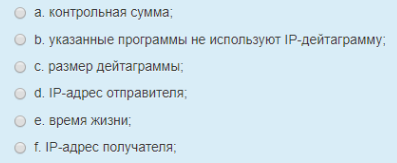 a. контрольная сумма;
b. указанные программы не используют IP-дейтаграмму;
c. размер дейтаграммы;
d. IP-адрес отправителя;
e. время жизни;
f. IP-адрес получателя;